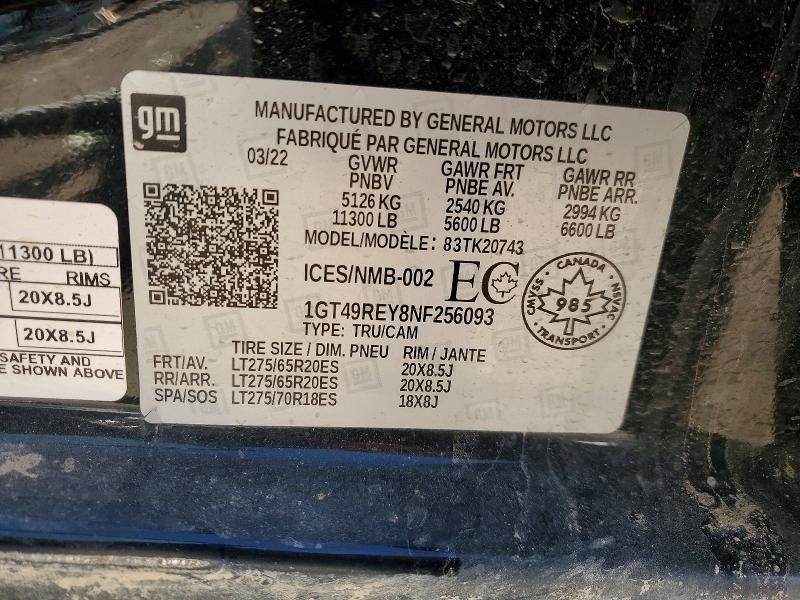 gm
MANUFACTURED BY GENERAL MOTORS LLC
FABRIQUÉ PAR GENERAL MOTORS LLC
03/22 GVWR GAWR FRT GAWR RR
PNBV PNBE AV. PNBE ARR.
5126 KG 2540 KG 2994 KG
11300 LB 5600 LB 6600 LB
MODEL/MODÈLE: 83TK20743
ICES/NMB-002 EC
CANADA
CMVSS 985 NSVAC
TRANSPORT
1GT49REY8NF256093
TYPE: TRU/CAM
TIRE SIZE / DIM. PNEU RIM / JANTE
FRT/AV. LT275/65R20ES 20X8.5J
RR/ARR. LT275/65R20ES 20X8.5J
SPA/SOS LT275/70R18ES 18X8J
11300 LB)
RE RIMS
20X8.5J
20X8.5J
SAFETY AND
E SHOWN ABOVE